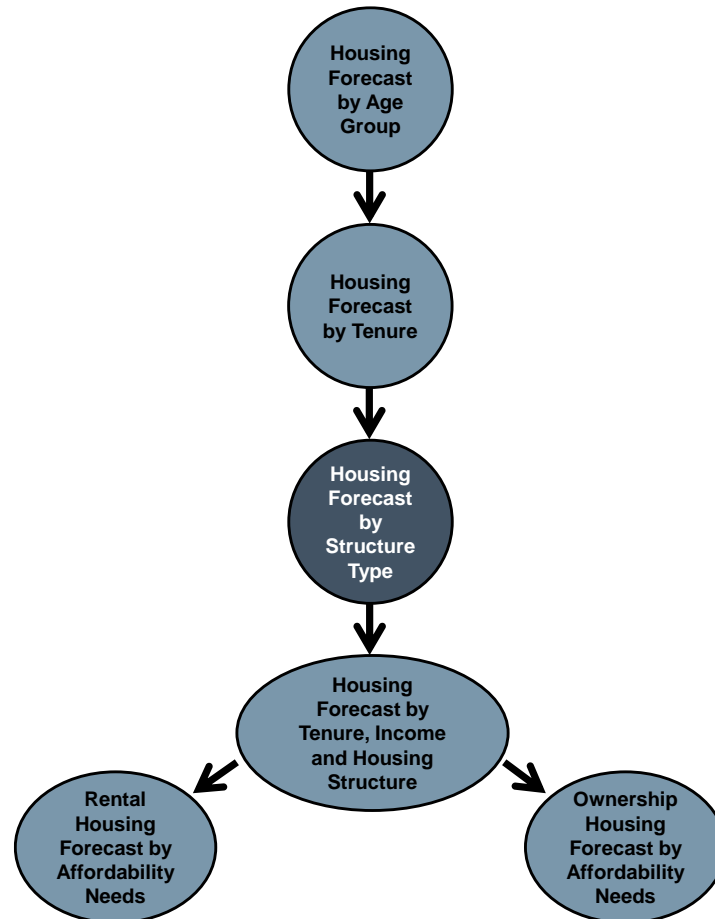 Housing
Forecast
by Age
Group
Housing
Forecast
by Tenure
Housing
Forecast
by
Structure
Type
Housing
Forecast by
Tenure, Income
and Housing
Structure
Rental
Housing
Forecast by
Affordability
Needs
Ownership
Housing
Forecast by
Affordability
Needs